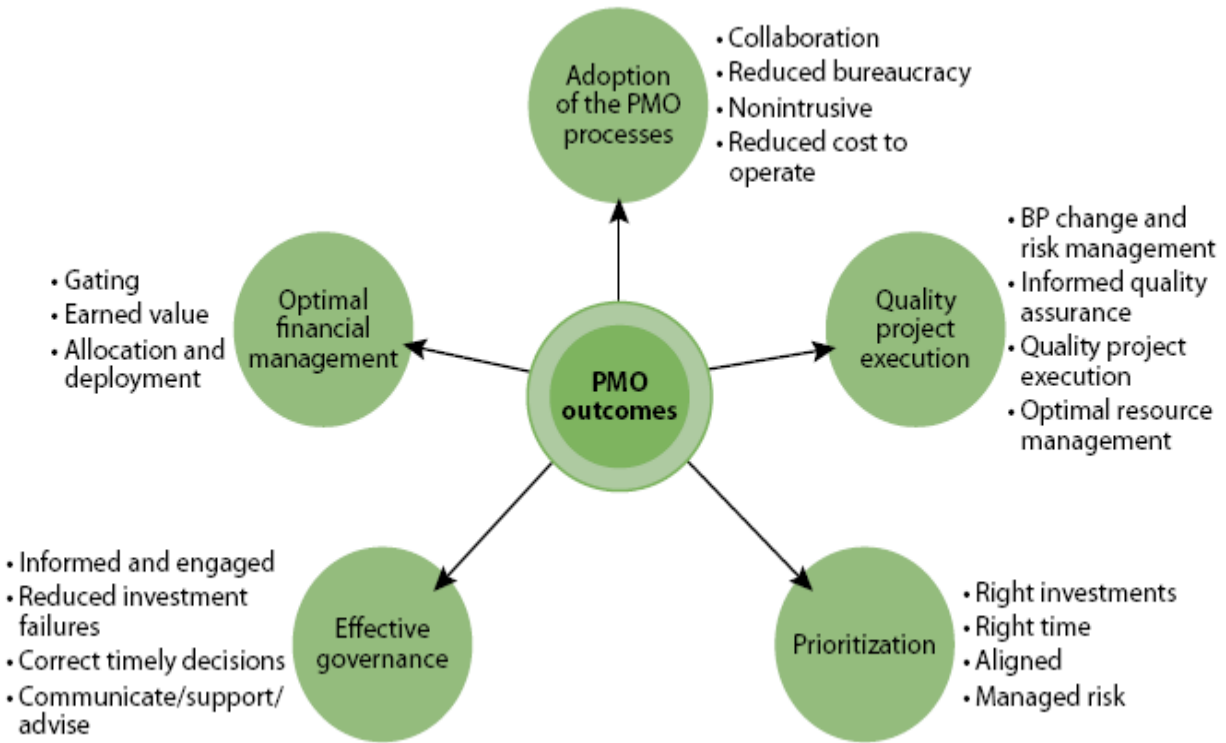 Adoption
of the PMO
processes
• Collaboration
• Reduced bureaucracy
• Nonintrusive
• Reduced cost to
operate
Quality
project
execution
• BP change and
risk management
• Informed quality
assurance
• Quality project
execution
• Optimal resource
management
• Gating
• Earned value
• Allocation and
deployment
Optimal
financial
management
PMO
outcomes
• Informed and engaged
• Reduced investment
failures
• Correct timely decisions
• Communicate/support/
advise
Effective
governance
Prioritization
• Right investments
• Right time
• Aligned
• Managed risk